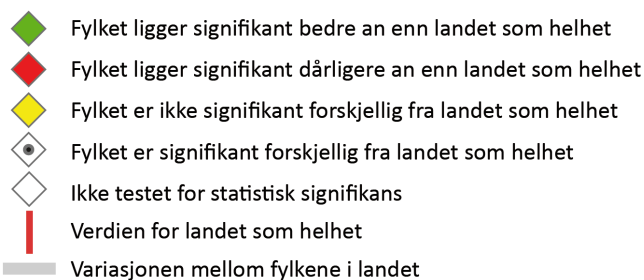 Fylket ligger signifikant bedre an enn landet som helhet
Fylket ligger signifikant dårligere an enn landet som helhet
Fylket er ikke signifikant forskjellig fra landet som helhet
Fylket er signifikant forskjellig fra landet som helhet
Ikke testet for statistisk signifikans
Verdien for landet som helhet
Variasjonen mellom fylkene i landet